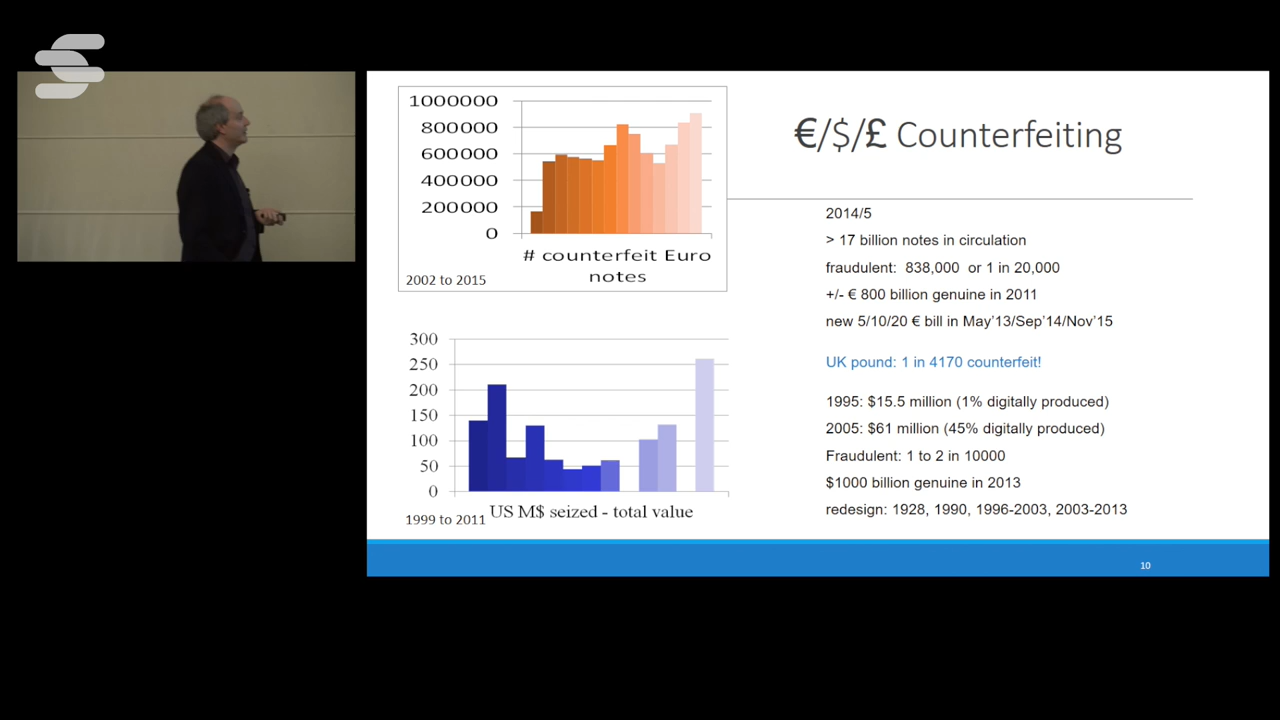 €/$/£ Counterfeiting
1000000
800000
600000
400000
200000
0
# counterfeit Euro
notes
2002 to 2015
300
250
200
150
100
50
0
US M$ seized - total value
1999 to 2011
2014/5
> 17 billion notes in circulation
fraudulent:  838,000  or 1 in 20,000
+/- € 800 billion genuine in 2011
new 5/10/20 € bill in May'13/Sep'14/Nov'15
UK pound: 1 in 4170 counterfeit!
1995: $15.5 million (1% digitally produced)
2005: $61 million (45% digitally produced)
Fraudulent: 1 to 2 in 10000
$1000 billion genuine in 2013
redesign: 1928, 1990, 1996-2003, 2003-2013
10